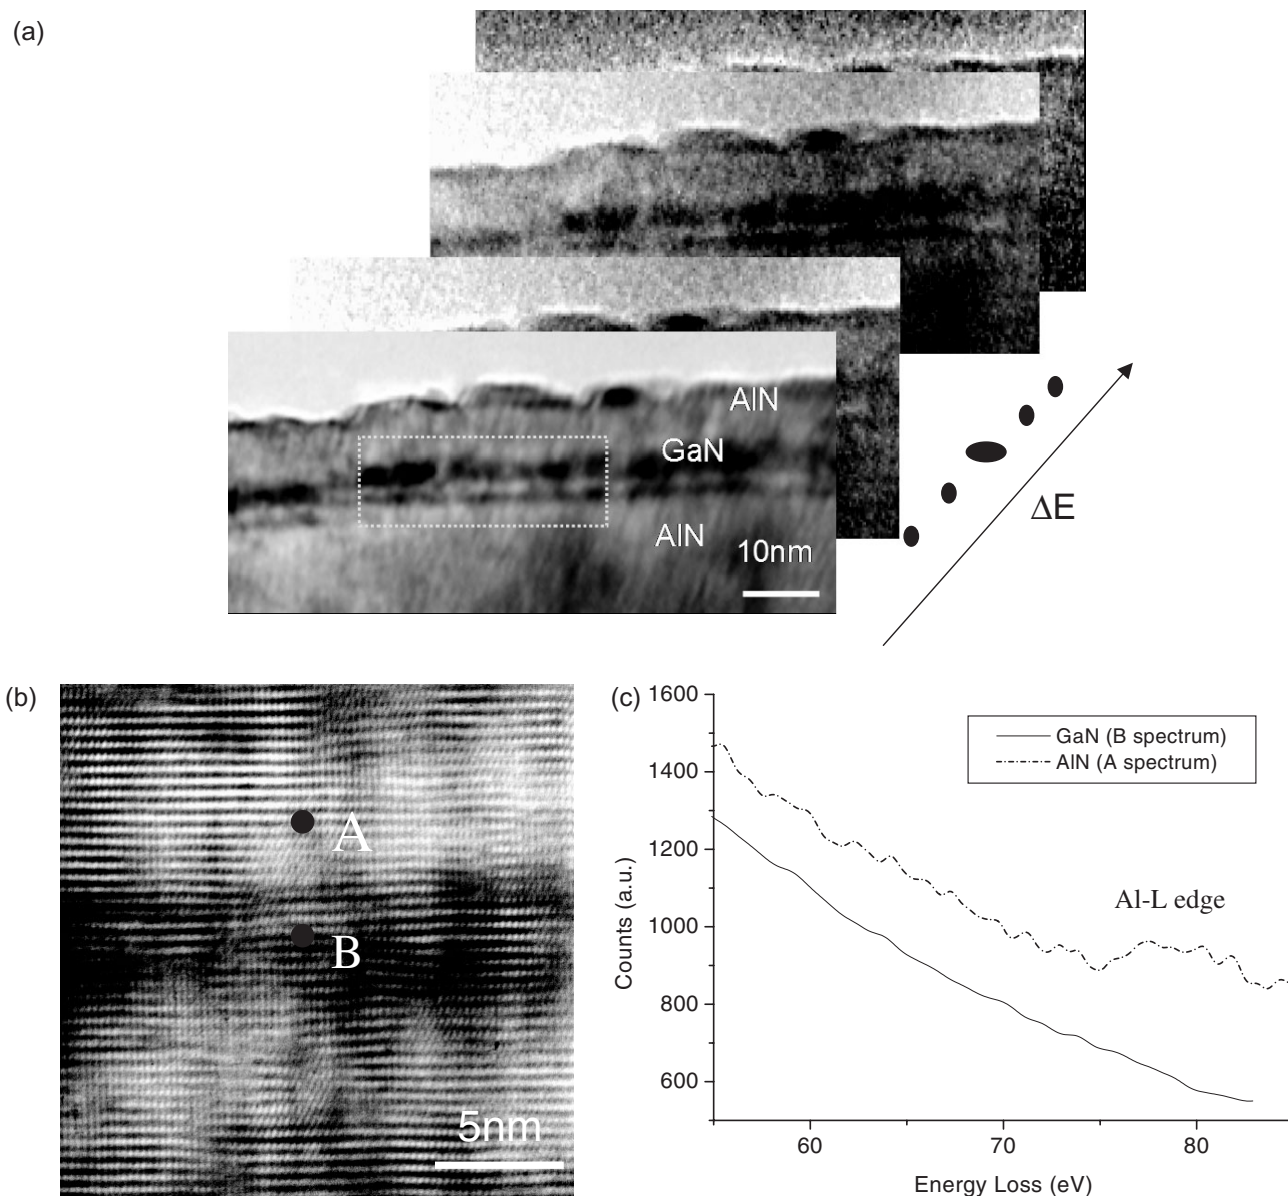 (a)
AlN
GaN
AlN
10nm
ΔE
(b)
A
B
5nm
(c)
1600
1400
1200
1000
800
600
Counts (a.u.)
GaN (B spectrum)
AlN (A spectrum)
Al-L edge
60
70
80
Energy Loss (eV)